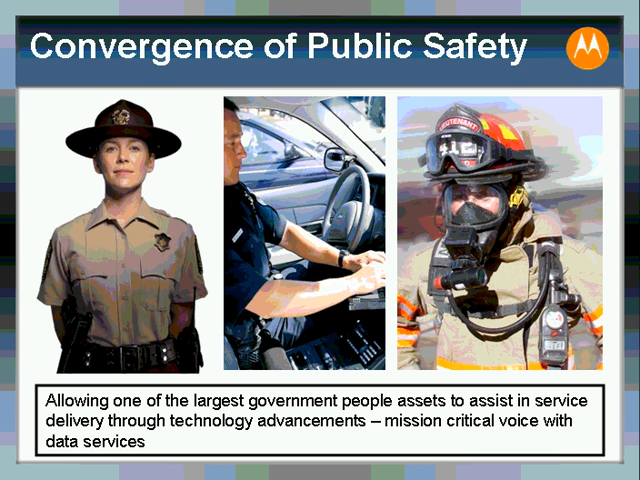 Convergence of Public Safety
LIEUTENANT
Allowing one of the largest government people assets to assist in service
delivery through technology advancements – mission critical voice with
data services